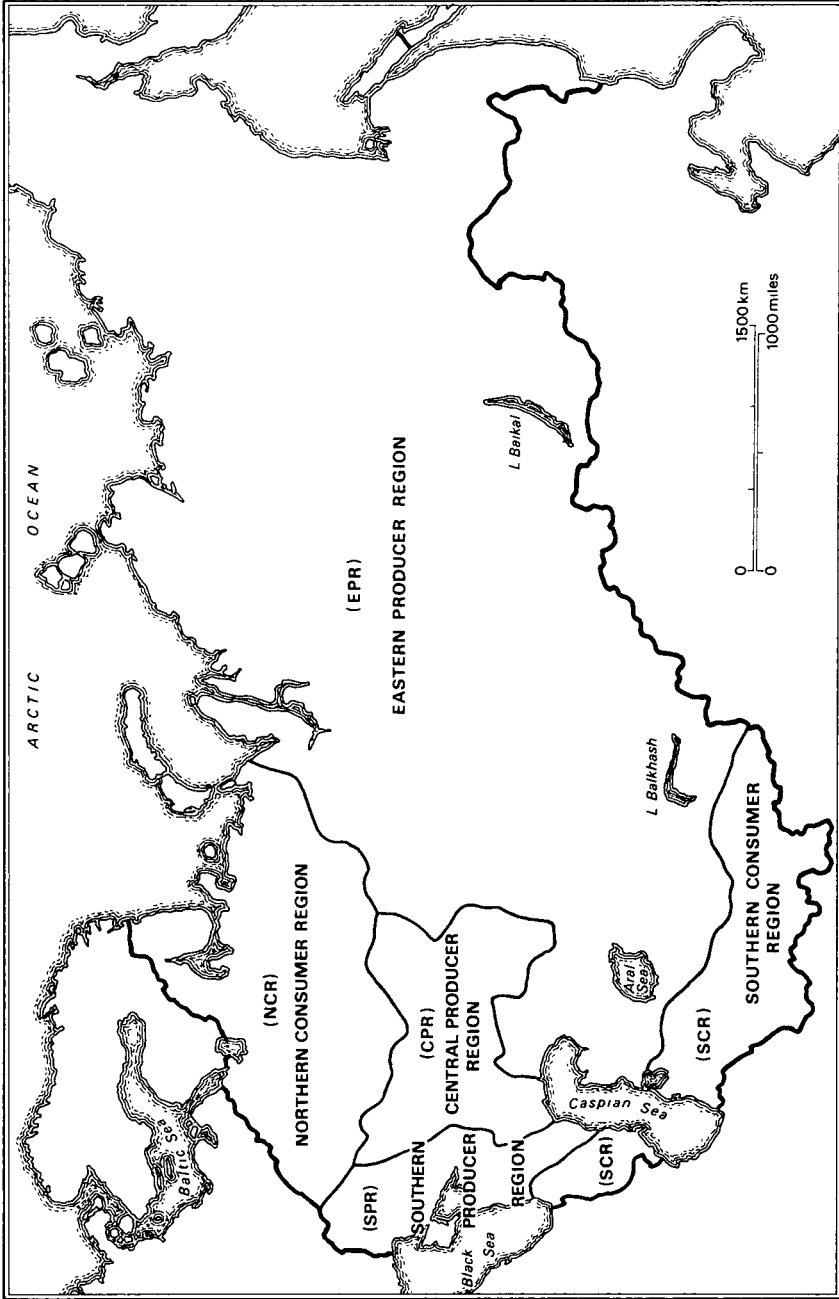 ARCTIC OCEAN
(EPR)
EASTERN PRODUCER REGION
L Baikal
0 1500 km
0 1000 miles
L Balkhash
(NCR)
NORTHERN CONSUMER REGION
(CPR)
CENTRAL PRODUCER
REGION
Aral
Sea
SOUTHERN CONSUMER
REGION
(SCR)
Caspian Sea
Baltic Sea
(SPR)
SOUTHERN
PRODUCER
REGION
(SCR)
Black
Sea